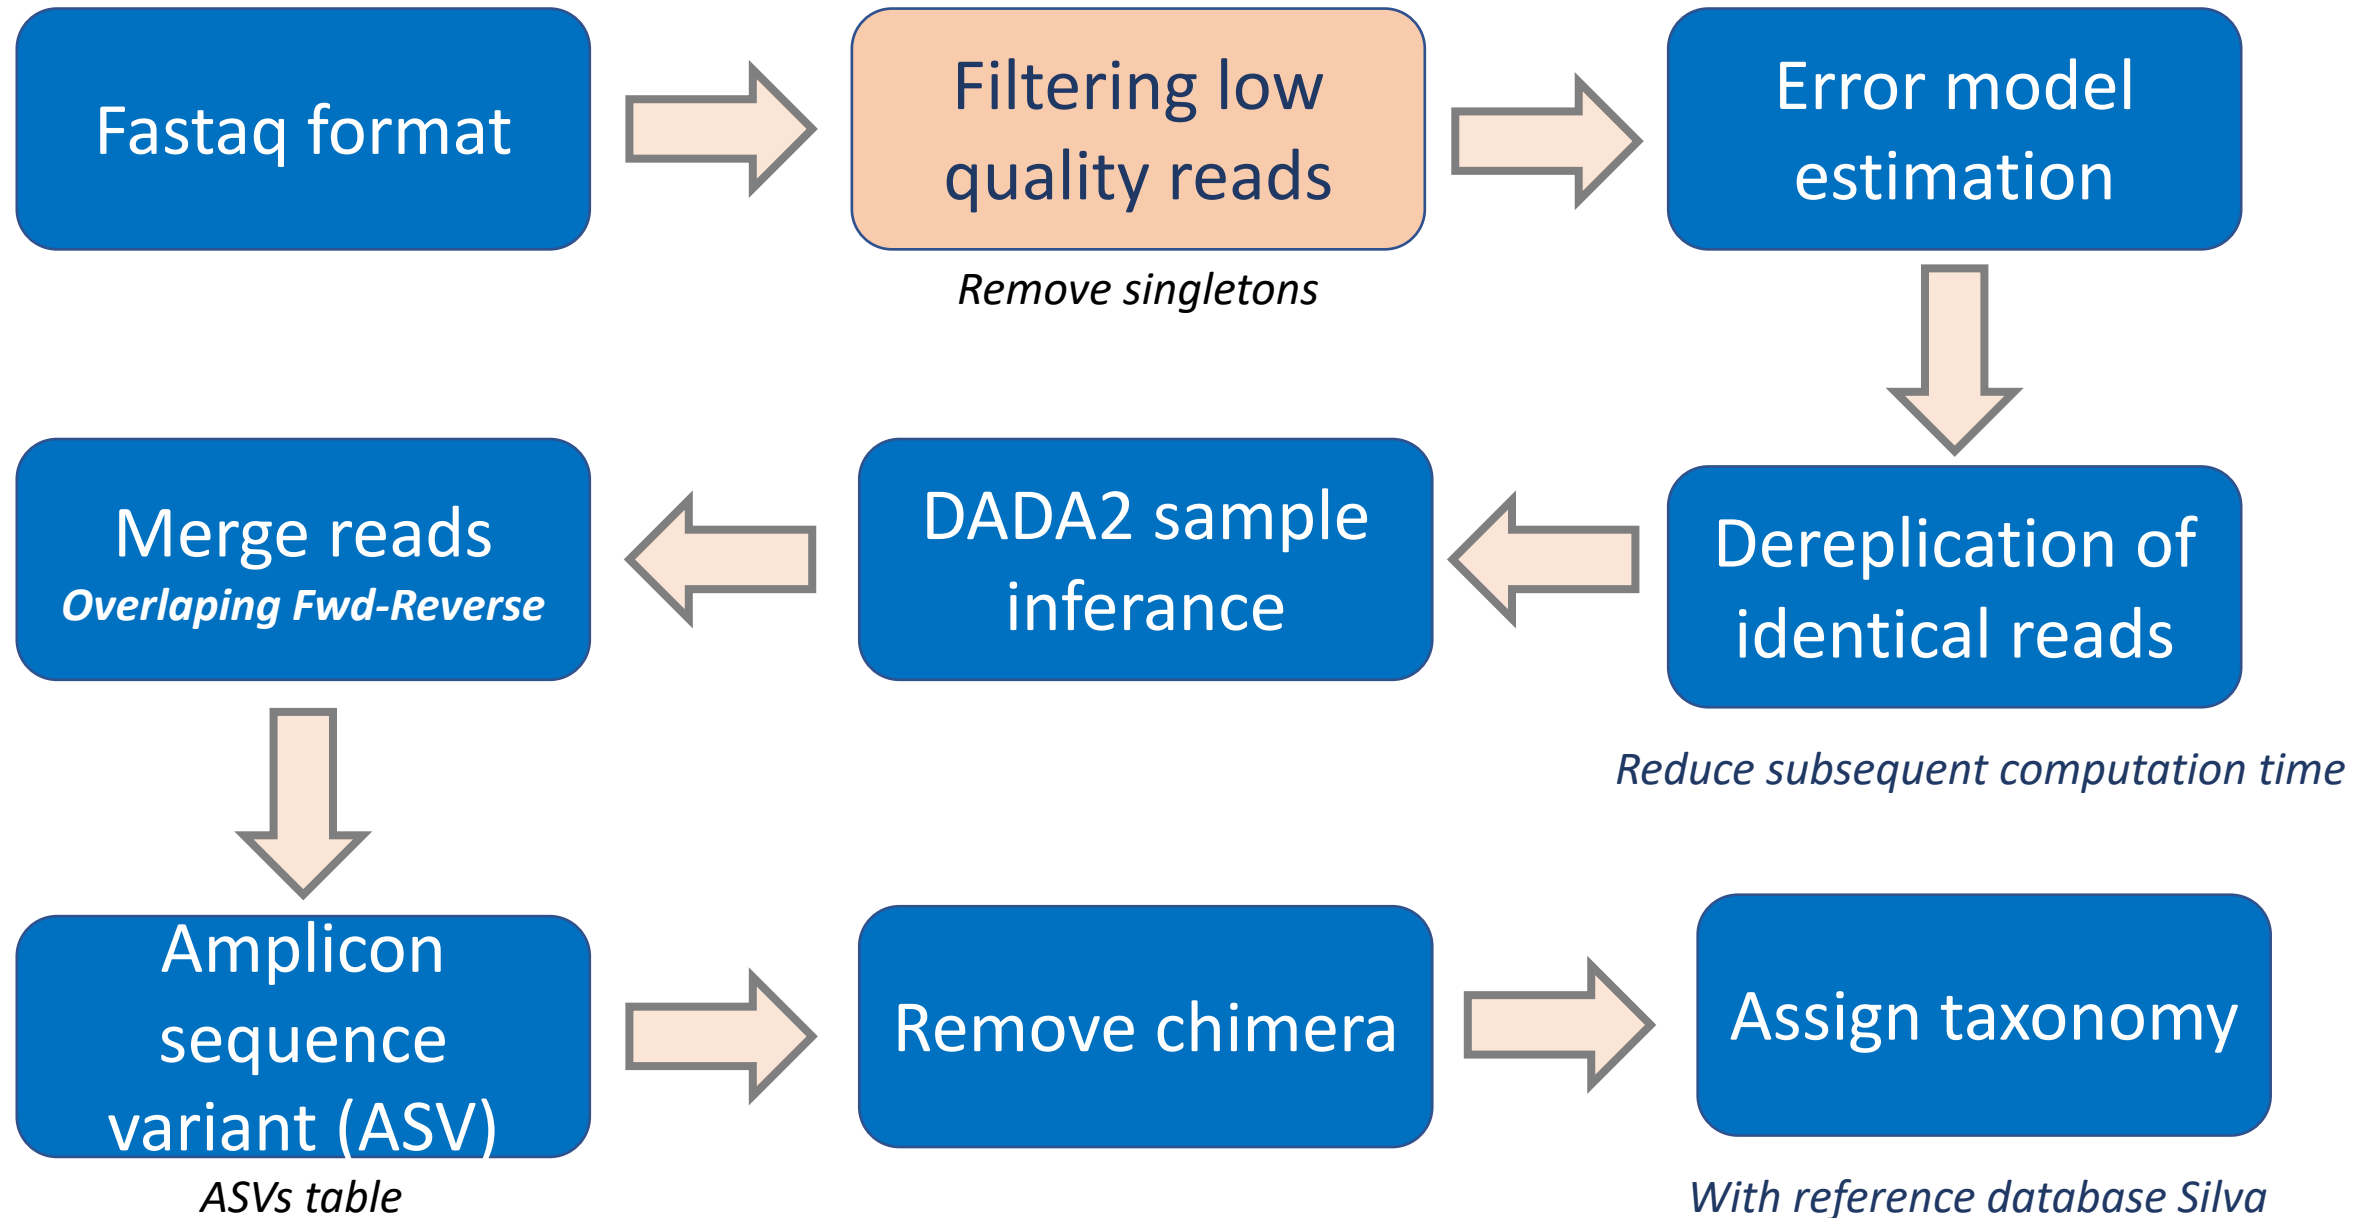 Fastaq format
Filtering low
quality reads
Remove singletons
Error model
estimation
Dereplication of
identical reads
Reduce subsequent computation time
DADA2 sample
inferance
Merge reads
Overlaping Fwd-Reverse
Amplicon
sequence
variant (ASV)
ASVs table
Remove chimera
Assign taxonomy
With reference database Silva